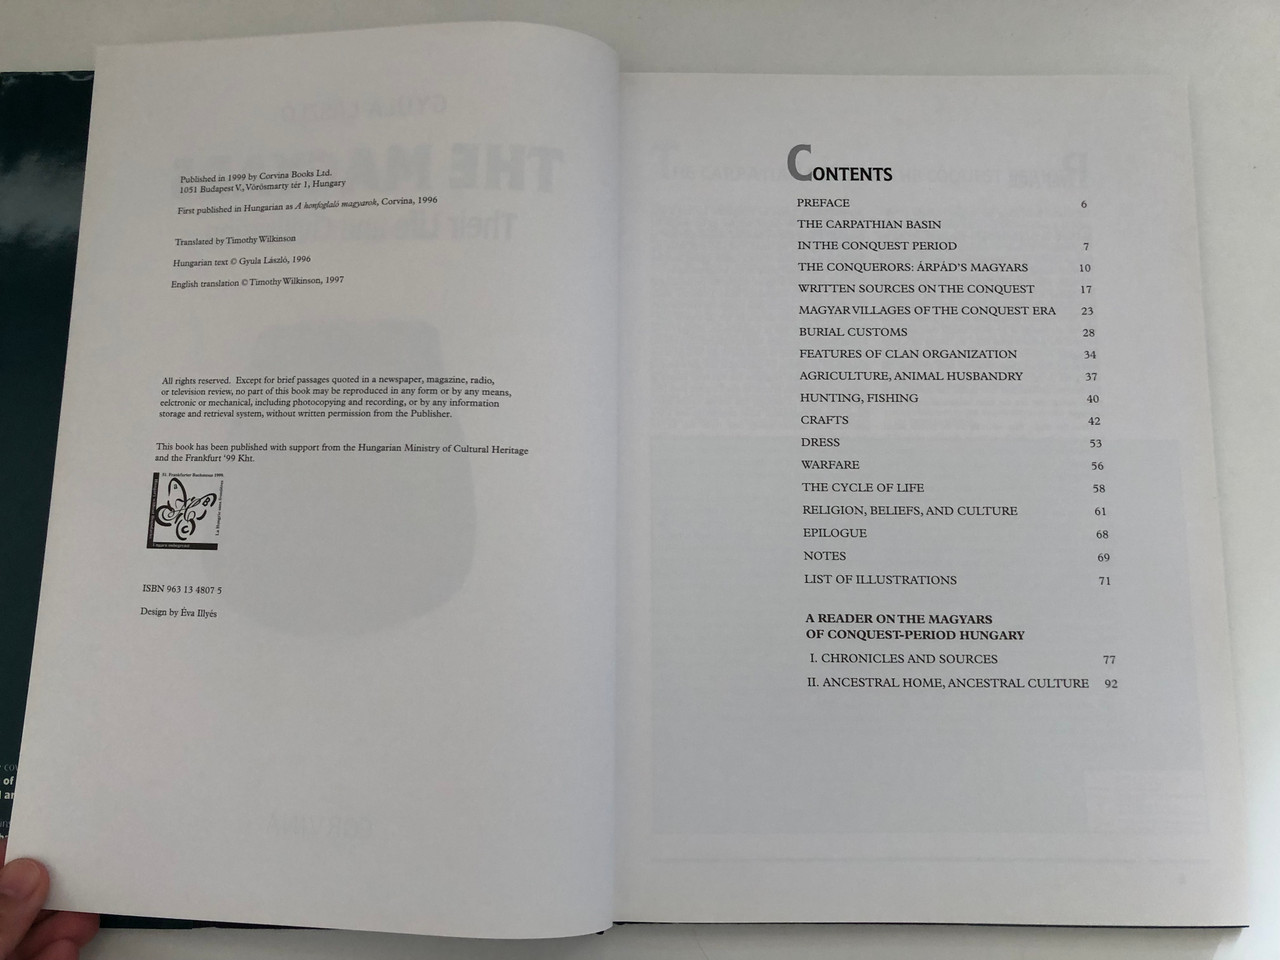 Published in 1999 by Corvina Books Ltd.
1051 Budapest V., Vörösmarty tér 1, Hungary
First published in Hungarian as A honfoglaló magyarok, Corvina, 1996
Translated by Timothy Wilkinson
Hungarian text © Gyula László, 1996
English translation © Timothy Wilkinson, 1997
All rights reserved. Except for brief passages quoted in a newspaper, magazine, radio,
or television review, no part of this book may be reproduced in any form or by any means,
eelctronic or mechanical, including photocopying and recording, or by any information
storage and retrieval system, without written permission from the Publisher.
This book has been published with support from the Hungarian Ministry of Cultural Heritage
and the Frankfurt '99 Kht.
ISBN 963 13 4807 5
Design by Éva Illyés
CONTENTS
PREFACE 6
THE CARPATHIAN BASIN
IN THE CONQUEST PERIOD 7
THE CONQUERORS: ÁRPÁD'S MAGYARS 10
WRITTEN SOURCES ON THE CONQUEST 17
MAGYAR VILLAGES OF THE CONQUEST ERA 23
BURIAL CUSTOMS 28
FEATURES OF CLAN ORGANIZATION 34
AGRICULTURE, ANIMAL HUSBANDRY 37
HUNTING, FISHING 40
CRAFTS 42
DRESS 53
WARFARE 56
THE CYCLE OF LIFE 58
RELIGION, BELIEFS, AND CULTURE 61
EPILOGUE 68
NOTES 69
LIST OF ILLUSTRATIONS 71
A READER ON THE MAGYARS
OF CONQUEST-PERIOD HUNGARY
I. CHRONICLES AND SOURCES 77
II. ANCESTRAL HOME, ANCESTRAL CULTURE 92